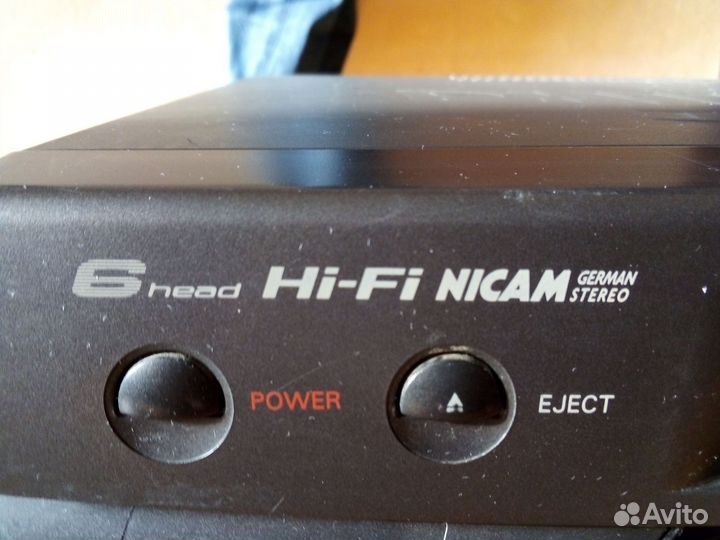 6 head Hi-Fi NICAM GERMAN STEREO
POWER EJECT
Avito